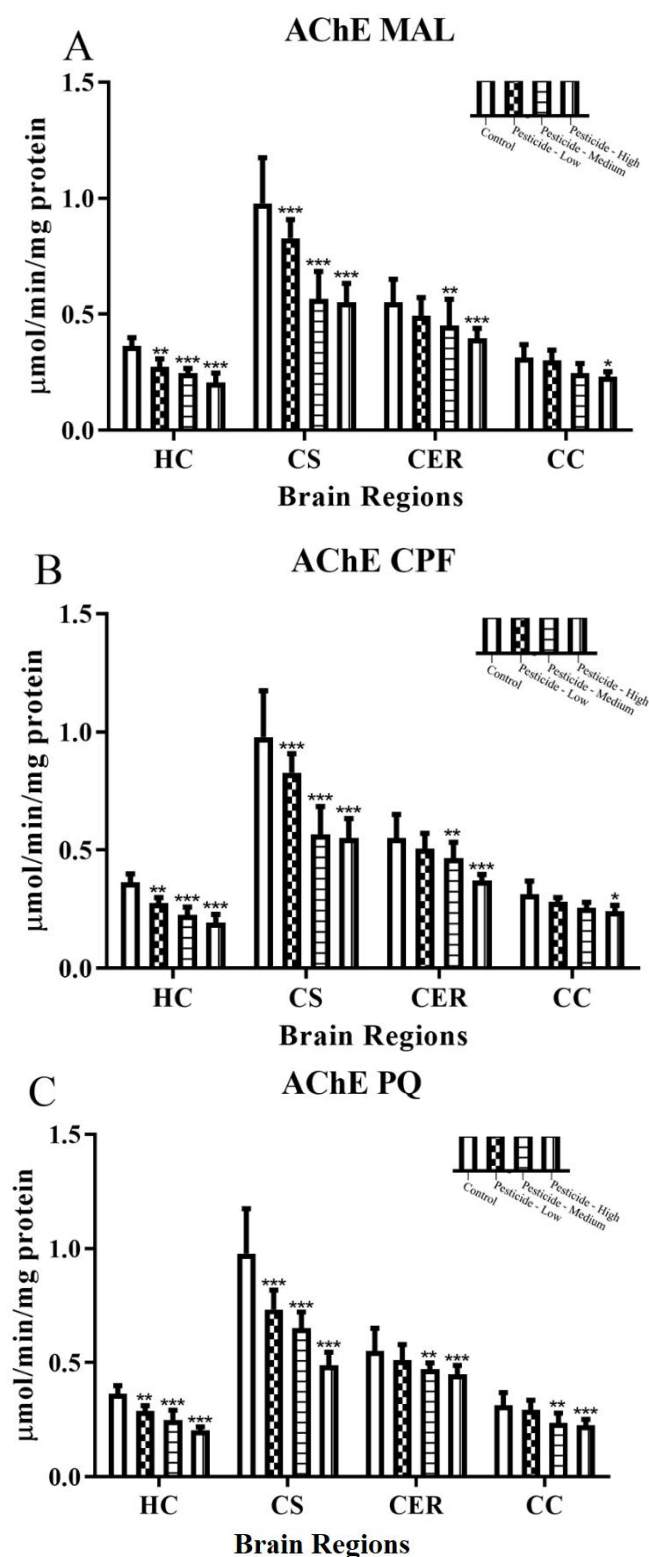 A
AChE MAL
1.5
1.0
0.5
0.0
μmol/min/mg protein
Control
Pesticide - Low
Pesticide - Medium
Pesticide - High
** *** ***
*** *** ***
** ***
*
HC CS CER CC
Brain Regions
B
AChE CPF
1.5
1.0
0.5
0.0
μmol/min/mg protein
Control
Pesticide - Low
Pesticide - Medium
Pesticide - High
** *** ***
*** *** ***
** ***
*
HC CS CER CC
Brain Regions
C
AChE PQ
1.5
1.0
0.5
0.0
μmol/min/mg protein
Control
Pesticide - Low
Pesticide - Medium
Pesticide - High
** *** ***
*** *** ***
** ***
** ***
HC CS CER CC
Brain Regions